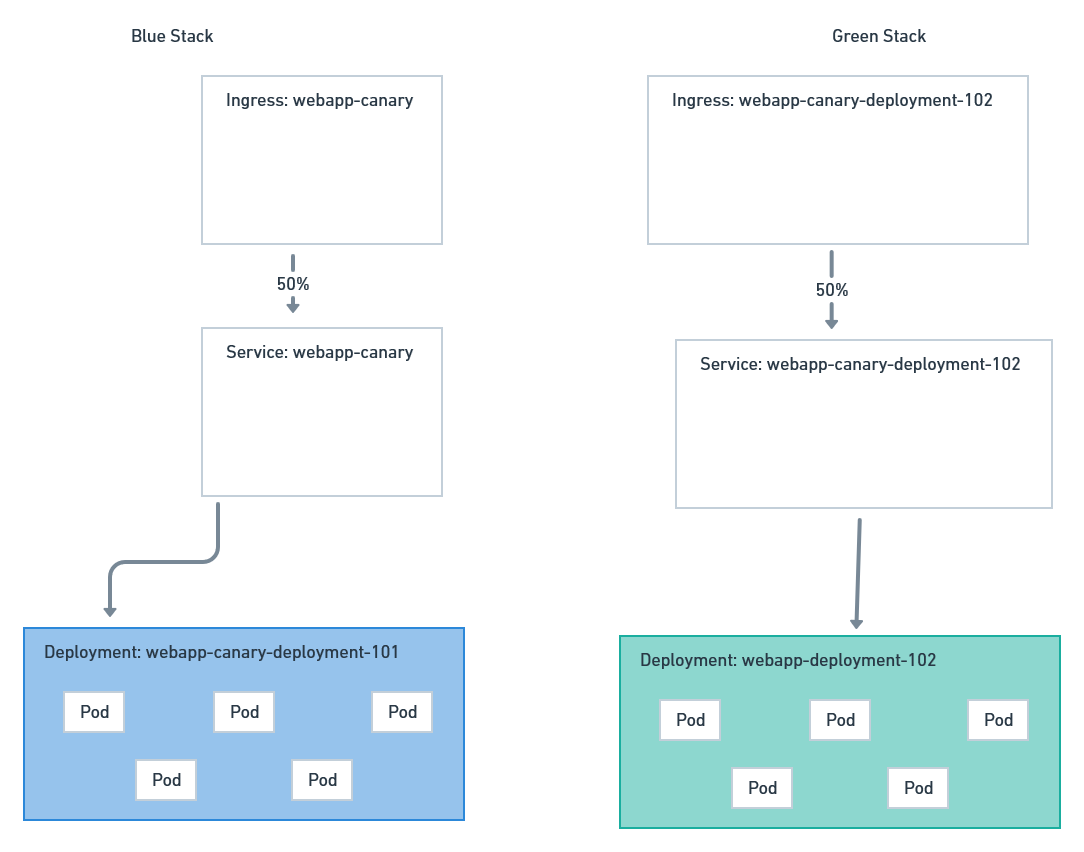 Blue Stack
Green Stack
Ingress: webapp-canary
Ingress: webapp-canary-deployment-102
50%
50%
Service: webapp-canary
Service: webapp-canary-deployment-102
Deployment: webapp-canary-deployment-101
Deployment: webapp-deployment-102
Pod
Pod
Pod
Pod
Pod
Pod
Pod
Pod
Pod
Pod